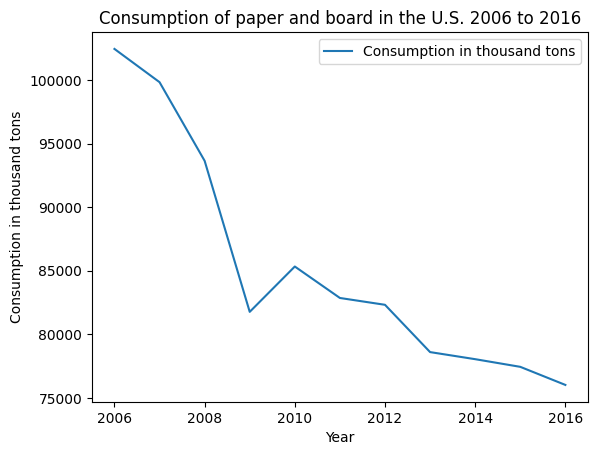 Consumption of paper and board in the U.S. 2006 to 2016
Consumption in thousand tons
Consumption in thousand tons
100000
95000
90000
85000
80000
75000
2006 2008 2010 2012 2014 2016
Year